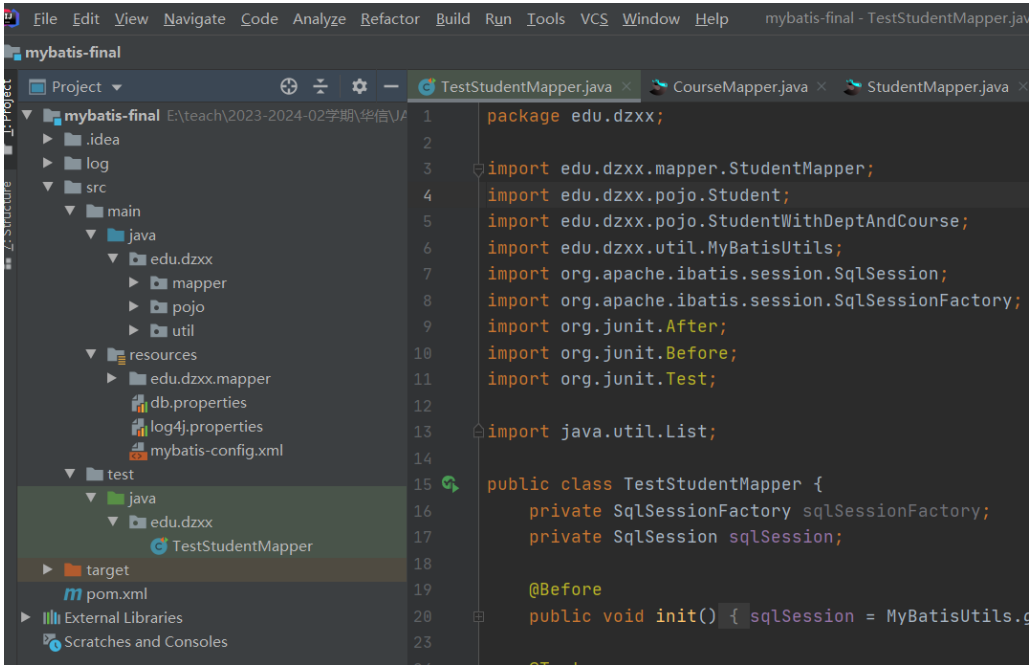 File Edit View Navigate Code Analyze Refactor Build Run Tools VCS Window Help mybatis-final - TestStudentMapper.jav
mybatis-final
Project
TestStudentMapper.java
CourseMapper.java
StudentMapper.java
1: Project
7: Structure
mybatis-final E:\teach\2023-2024-02学期\华信\JA
.idea
log
src
main
java
edu.dzxx
mapper
pojo
util
resources
edu.dzxx.mapper
db.properties
log4j.properties
mybatis-config.xml
test
java
edu.dzxx
TestStudentMapper
target
pom.xml
External Libraries
Scratches and Consoles
1 package edu.dzxx;
2
3 import edu.dzxx.mapper.StudentMapper;
4 import edu.dzxx.pojo.Student;
5 import edu.dzxx.pojo.StudentWithDeptAndCourse;
6 import edu.dzxx.util.MyBatisUtils;
7 import org.apache.ibatis.session.SqlSession;
8 import org.apache.ibatis.session.SqlSessionFactory;
9 import org.junit.After;
10 import org.junit.Before;
11 import org.junit.Test;
12
13 import java.util.List;
14
15 public class TestStudentMapper {
16 private SqlSessionFactory sqlSessionFactory;
17 private SqlSession sqlSession;
18
19 @Before
20 public void init() { sqlSession = MyBatisUtils.g
23